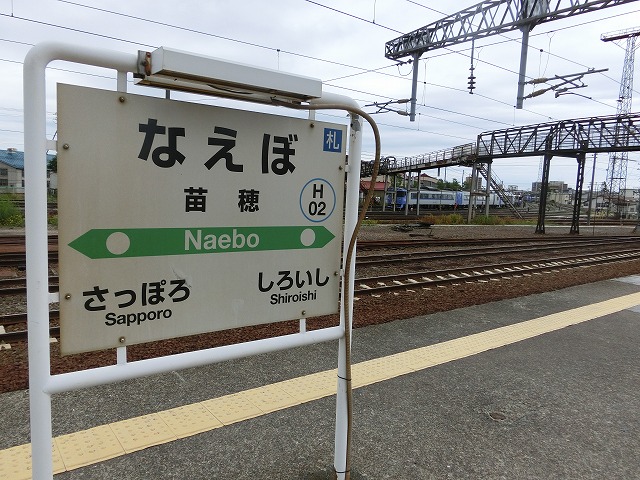 札
なえぼ
苗穂
H
02
Naebo
さっぽろ
Sapporo
しろいし
Shiroishi